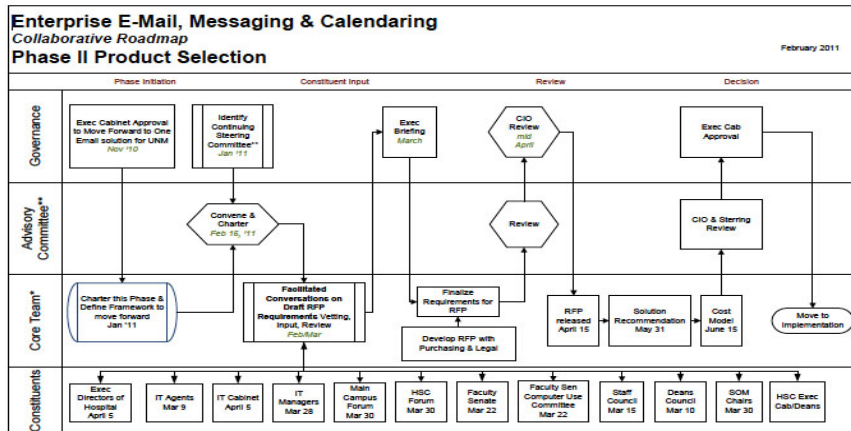 Enterprise E-Mail, Messaging & Calendaring
Collaborative Roadmap
Phase II Product Selection
February 2011
Phase Initiation
Constituent Input
Review
Decision
Governance
Exec Cabinet Approval
to Move Forward to One
Email solution for UNM
Nov '10
Identify
Continuing
Steering
Committee**
Jan '11
Exec
Briefing
March
CIO
Review
mid
April
Exec Cab
Approval
Advisory
Committee**
Convene &
Charter
Feb 16, '11
Review
CIO & Sterring
Review
Core Team*
Charter this Phase &
Define Framework to
move forward
Jan '11
Facilitated
Conversations on
Draft RFP
Requirements Vetting,
Input, Review
Feb/Mar
Finalize
Requirements for
RFP
Develop RFP with
Purchasing & Legal
RFP
released
April 15
Solution
Recommendation
May 31
Cost
Model
June 15
Move to
Implementation
Constituents
Exec
Directors of
Hospital
April 5
IT Agents
Mar 9
IT Cabinet
April 5
IT
Managers
Mar 28
Main
Campus
Forum
Mar 30
HSC
Forum
Mar 30
Faculty
Senate
Mar 22
Faculty Sen
Computer Use
Committee
Mar 22
Staff
Council
Mar 15
Deans
Council
Mar 10
SOM
Chairs
Mar 30
HSC Exec
Cab/Deans